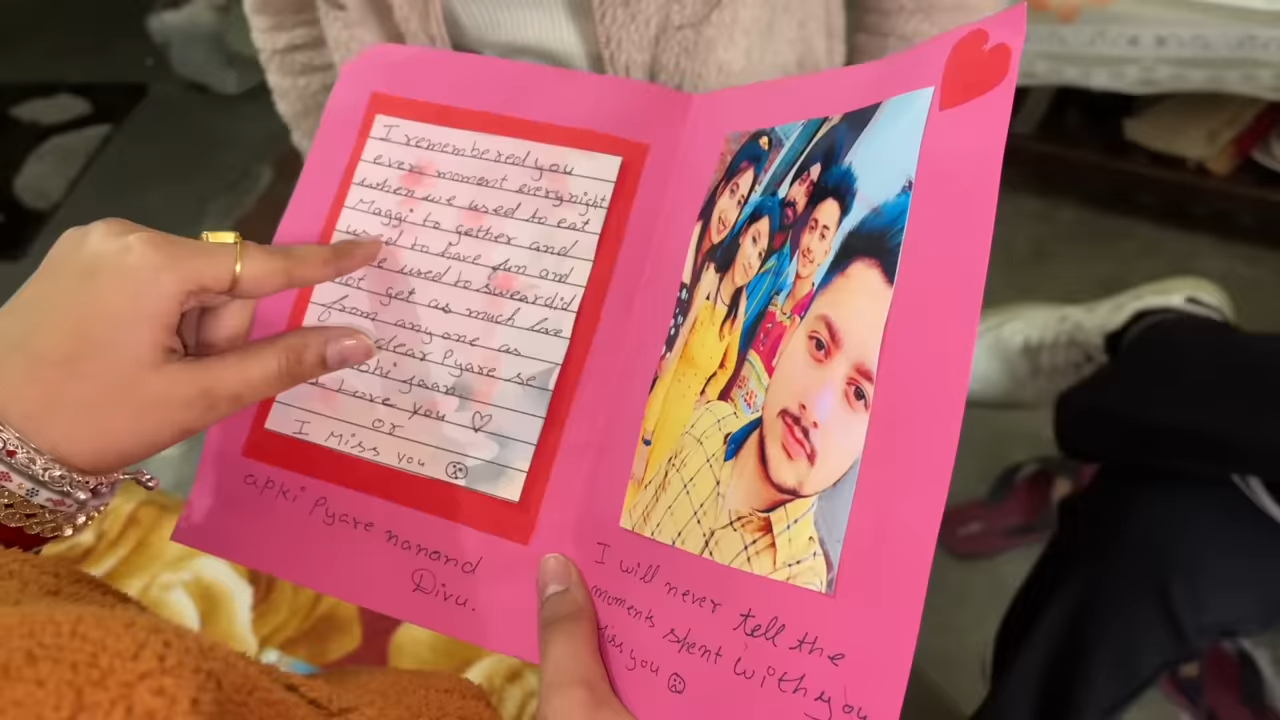 I remembered you
ever moment every night
when we used to eat
Maggi to gether and
used to have fun and
we used to swear did
not get as much love
from any one as
dear Pyare se
bhi jaan
I Love you ♡
or
I Miss you ☹
apki Pyare nanand
Divu.
I will never tell the
moments spent with you
Miss you ☹